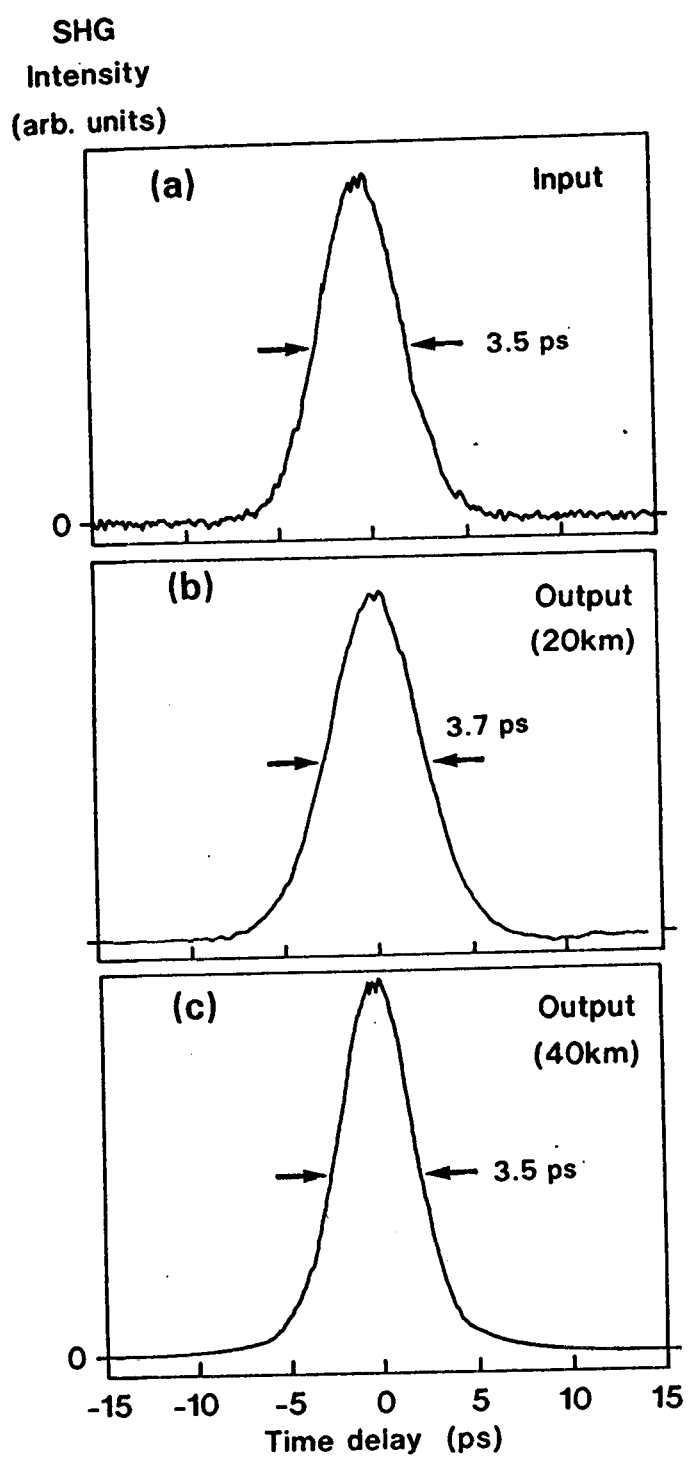 SHG
Intensity
(arb. units)
(a)
Input
3.5 ps
0
(b)
Output
(20km)
3.7 ps
(c)
Output
(40km)
3.5 ps
0
-15 -10 -5 0 5 10 15
Time delay (ps)